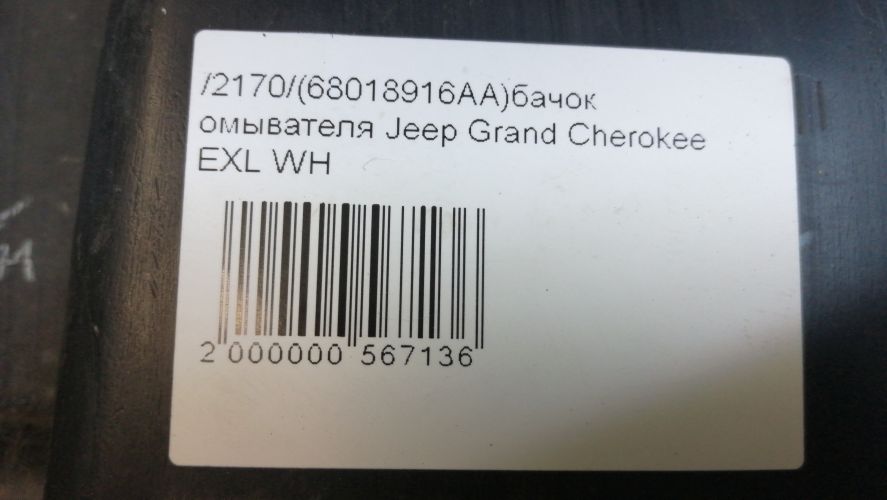 /2170/(68018916AA)бачок
омывателя Jeep Grand Cherokee
EXL WH
2 000000 567136